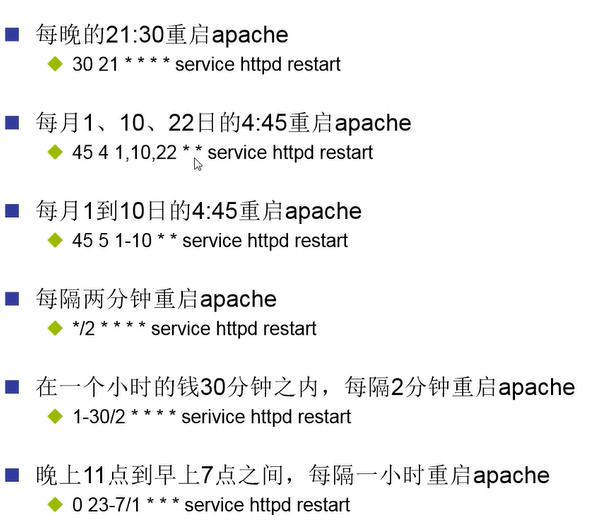 每晚的21:30重启apache
30 21 * * * * service httpd restart
每月1、10、22日的4:45重启apache
45 4 1,10,22 * * service httpd restart
每月1到10日的4:45重启apache
45 5 1-10 * * service httpd restart
每隔两分钟重启apache
*/2 * * * * service httpd restart
在一个小时的钱30分钟之内，每隔2分钟重启apache
1-30/2 * * * * serivice httpd restart
晚上11点到早上7点之间，每隔一小时重启apache
0 23-7/1 * * * service httpd restart